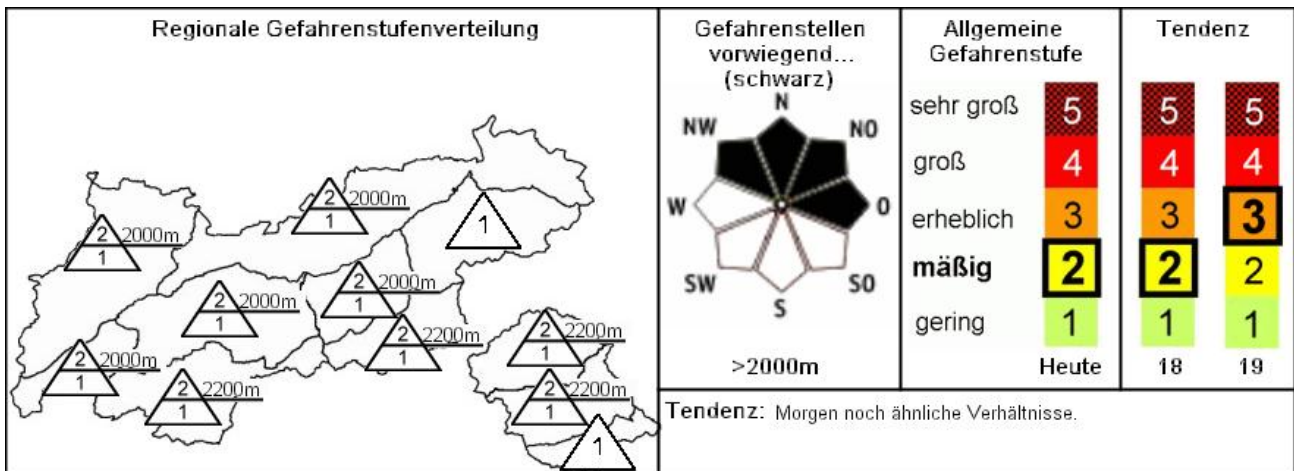 Regionale Gefahrenstufenverteilung
2
2000m
1
1
2
2000m
1
2
2000m
1
2
2000m
1
2
2200m
1
2
2200m
1
2
2000m
1
2
2200m
1
2
2200m
1
1
Gefahrenstellen
vorwiegend...
(schwarz)
N
NW
NO
W
O
SW
SO
S
>2000m
Allgemeine
Gefahrenstufe
sehr groß 5
groß 4
erheblich 3
mäßig 2
gering 1
Heute
Tendenz
5 5
4 4
3 3
2 2
1 1
18 19
Tendenz: Morgen noch ähnliche Verhältnisse.